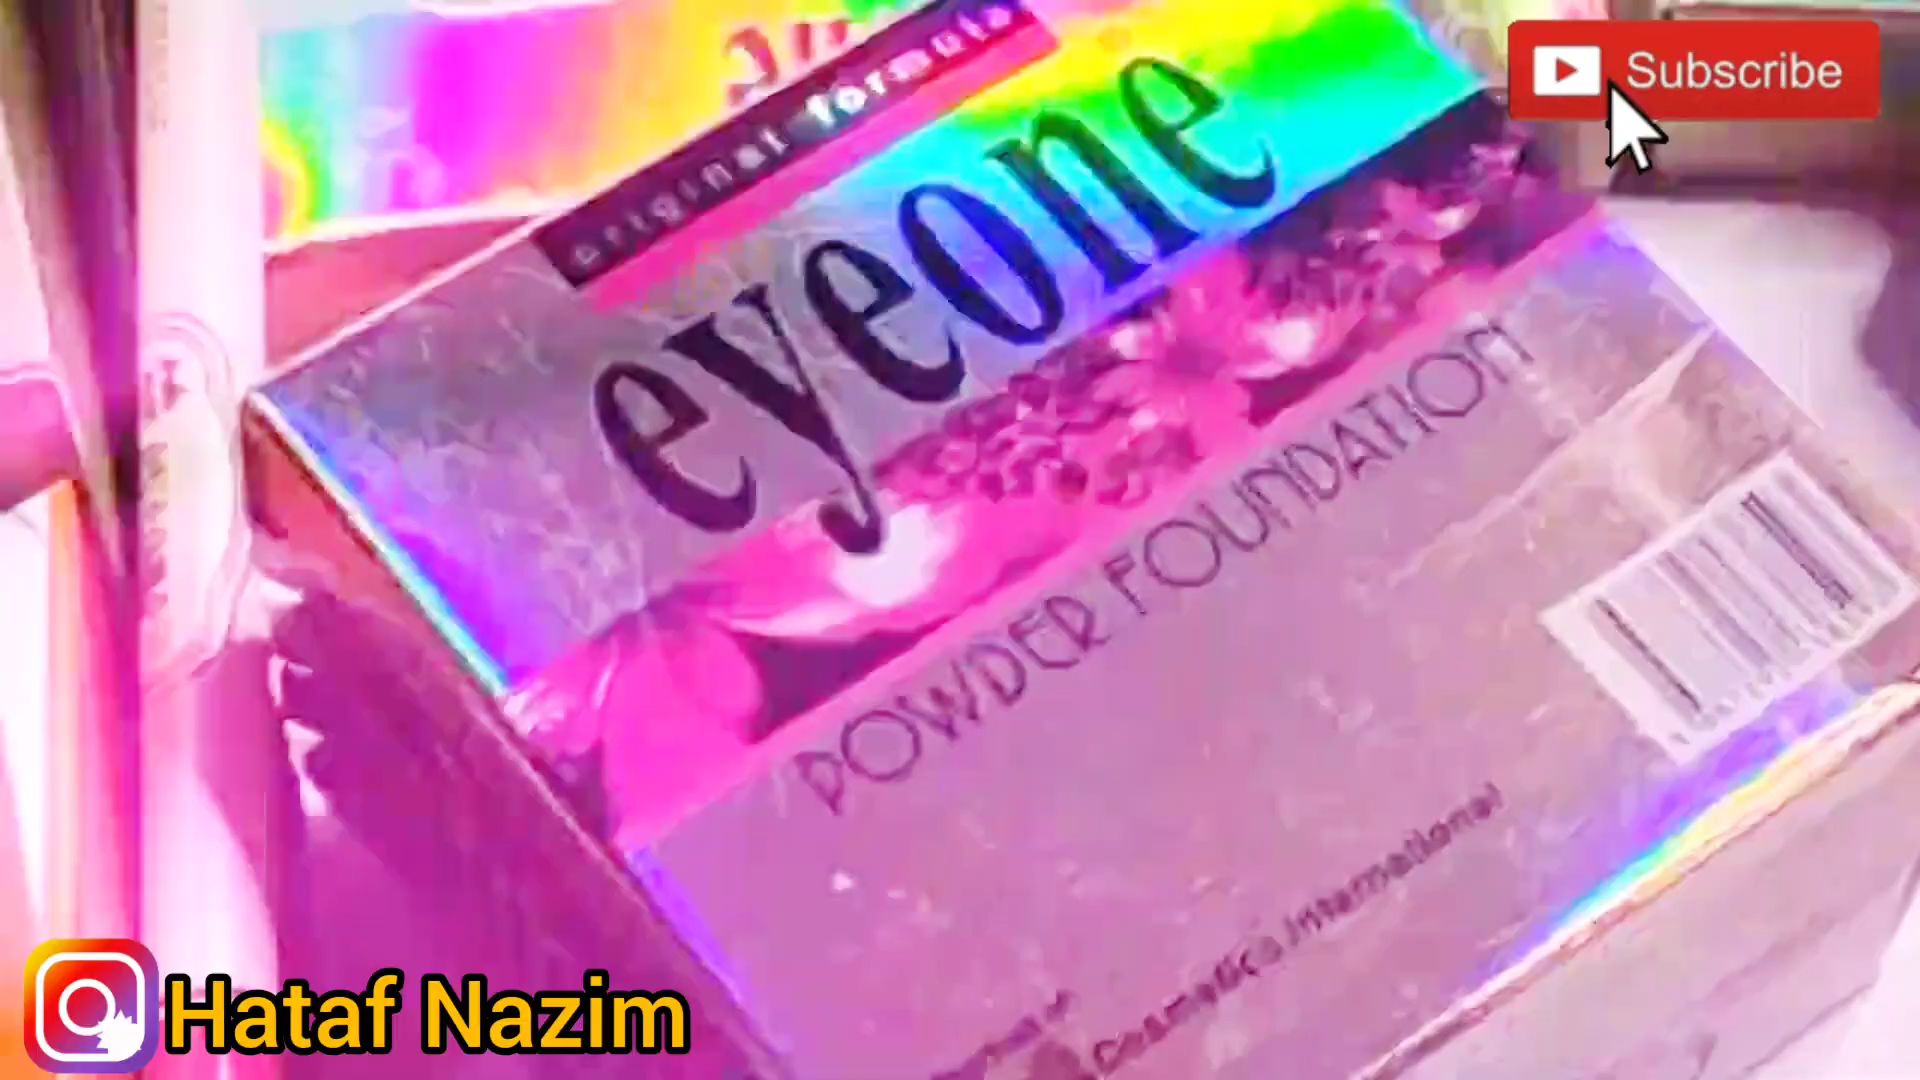 Subscribe
original formula
eyeone
POWDER FOUNDATION
Cosmetics International
Hataf Nazim